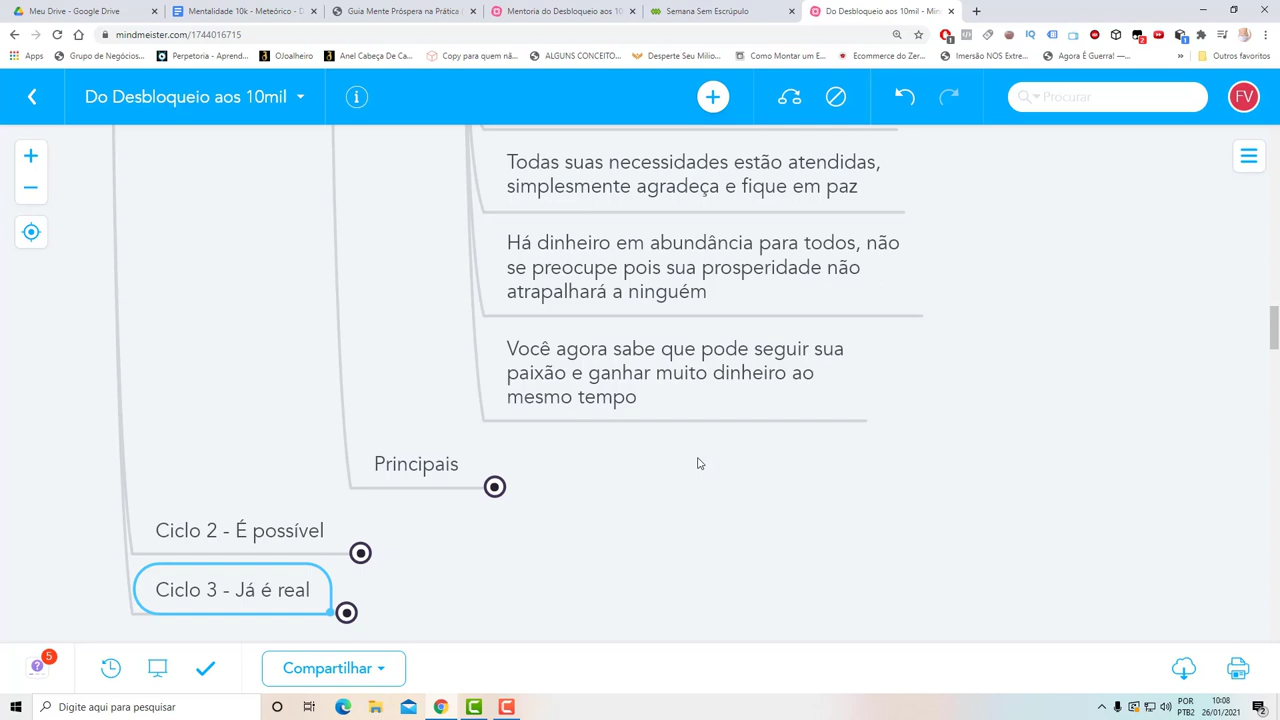 Meu Drive - Google Drive
Mentalidade 10k - Meteórico - D
Guia Mente Próspera na Prática (
Mentoria do Desbloqueio aos 10
Semana Sem Escrúpulo
Do Desbloqueio aos 10mil - Min
mindmeister.com/1744016715
Apps
Grupo de Negócios...
Perpetoria - Apren...
OJoalheiro
Anel Cabeça De Ca...
Copy para quem nã...
ALGUNS CONCEITO...
Desperte Seu Milio...
Como Montar um E...
Ecommerce do Zer...
Imersão NOS Extre...
Agora É Guerra! —...
Outros favoritos
Do Desbloqueio aos 10mil
Procurar
FV
Todas suas necessidades estão atendidas,
simplesmente agradeça e fique em paz
Há dinheiro em abundância para todos, não
se preocupe pois sua prosperidade não
atrapalhará a ninguém
Você agora sabe que pode seguir sua
paixão e ganhar muito dinheiro ao
mesmo tempo
Principais
Ciclo 2 - É possível
Ciclo 3 - Já é real
5
Compartilhar
Digite aqui para pesquisar
POR
PTB2
10:08
26/01/2021
2